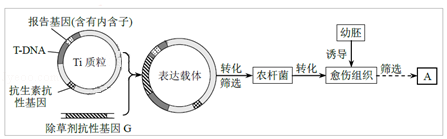 报告基因(含有内含子)
T-DNA
Ti 质粒
抗生素抗
性基因
除草剂抗性基因 G
表达载体
转化
筛选
农杆菌
转化
幼胚
诱导
愈伤组织
筛选
A